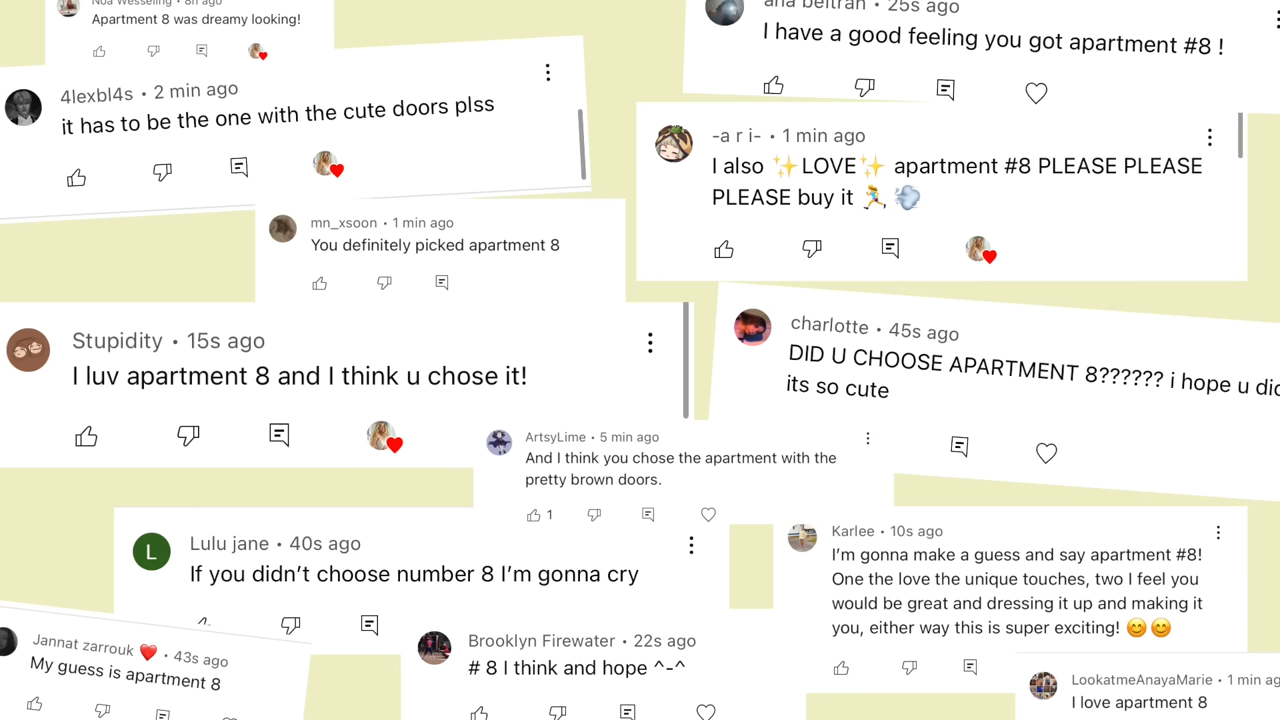 Noa Wesseling • 8h ago
Apartment 8 was dreamy looking!
4lexbl4s • 2 min ago
it has to be the one with the cute doors plss
mn_xsoon • 1 min ago
You definitely picked apartment 8
Stupidity • 15s ago
I luv apartment 8 and I think u chose it!
ana beltran • 25s ago
I have a good feeling you got apartment #8 !
-a r i- • 1 min ago
I also ✨LOVE✨ apartment #8 PLEASE PLEASE
PLEASE buy it 🏃‍♀️💨
charlotte • 45s ago
DID U CHOOSE APARTMENT 8?????? i hope u did
its so cute
ArtsyLime • 5 min ago
And I think you chose the apartment with the
pretty brown doors.
1
L
Lulu jane • 40s ago
If you didn’t choose number 8 I’m gonna cry
Karlee • 10s ago
I’m gonna make a guess and say apartment #8!
One the love the unique touches, two I feel you
would be great and dressing it up and making it
you, either way this is super exciting! 😊😊
Jannat zarrouk ❤️ • 43s ago
My guess is apartment 8
Brooklyn Firewater • 22s ago
# 8 I think and hope ^-^
LookatmeAnayaMarie • 1 min ag
I love apartment 8